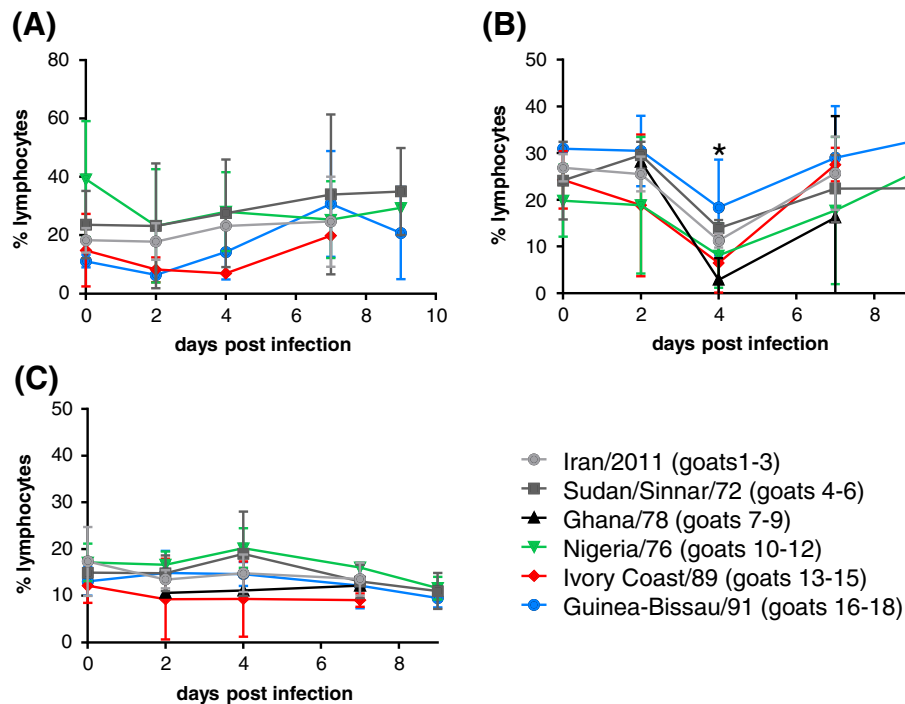 (A)
80
60
40
20
0
% lymphocytes
0 2 4 6 8 10
days post infection
(B)
50
40
30
20
10
0
% lymphocytes
*
0 2 4 6 8
days post infection
(C)
50
40
30
20
10
0
% lymphocytes
0 2 4 6 8
days post infection
Iran/2011 (goats1-3)
Sudan/Sinnar/72 (goats 4-6)
Ghana/78 (goats 7-9)
Nigeria/76 (goats 10-12)
Ivory Coast/89 (goats 13-15)
Guinea-Bissau/91 (goats 16-18)